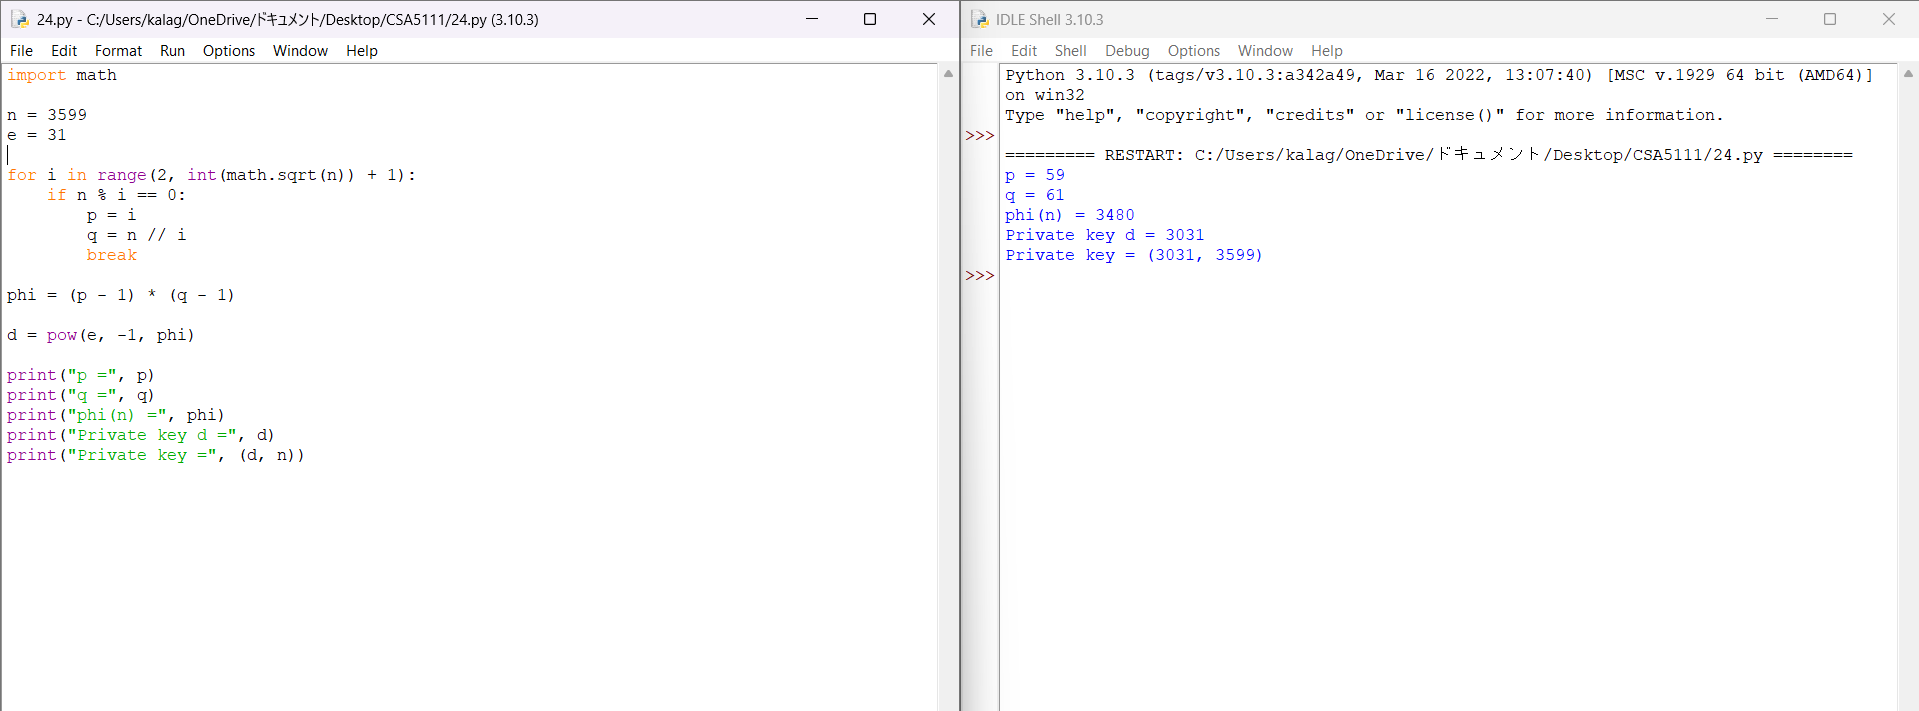 24.py - C:/Users/kalag/OneDrive/ドキュメント/Desktop/CSA5111/24.py (3.10.3)
File Edit Format Run Options Window Help
import math

n = 3599
e = 31

for i in range(2, int(math.sqrt(n)) + 1):
    if n % i == 0:
        p = i
        q = n // i
        break

phi = (p - 1) * (q - 1)

d = pow(e, -1, phi)

print("p =", p)
print("q =", q)
print("phi(n) =", phi)
print("Private key d =", d)
print("Private key =", (d, n))
IDLE Shell 3.10.3
File Edit Shell Debug Options Window Help
Python 3.10.3 (tags/v3.10.3:a342a49, Mar 16 2022, 13:07:40) [MSC v.1929 64 bit (AMD64)]
on win32
Type "help", "copyright", "credits" or "license()" for more information.
>>>
========= RESTART: C:/Users/kalag/OneDrive/ドキュメント/Desktop/CSA5111/24.py ========
p = 59
q = 61
phi(n) = 3480
Private key d = 3031
Private key = (3031, 3599)
>>>